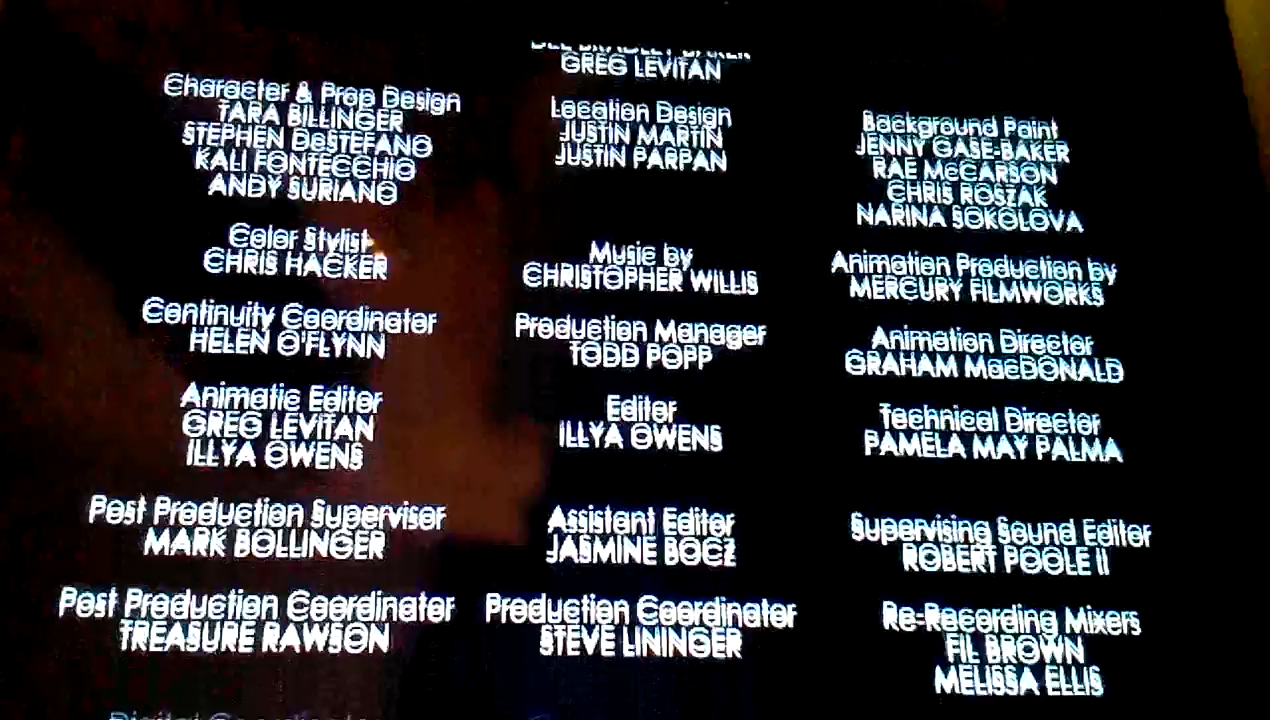 GREG LEVITAN
Character & Prop Design
TARA BILLINGER
STEPHEN DeSTEFANO
KALI FONTECCHIO
ANDY SURIANO
Color Stylist
CHRIS HACKER
Continuity Coordinator
HELEN O'FLYNN
Animatic Editor
GREG LEVITAN
ILLYA OWENS
Post Production Supervisor
MARK BOLLINGER
Post Production Coordinator
TREASURE RAWSON
Location Design
JUSTIN MARTIN
JUSTIN PARPAN
Music by
CHRISTOPHER WILLIS
Production Manager
TODD POPP
Editor
ILLYA OWENS
Assistant Editor
JASMINE BOCZ
Production Coordinator
STEVE LININGER
Background Paint
JENNY GASE-BAKER
RAE McCARSON
CHRIS ROSZAK
NARINA SOKOLOVA
Animation Production by
MERCURY FILMWORKS
Animation Director
GRAHAM MacDONALD
Technical Director
PAMELA MAY PALMA
Supervising Sound Editor
ROBERT POOLE II
Re-Recording Mixers
FIL BROWN
MELISSA ELLIS